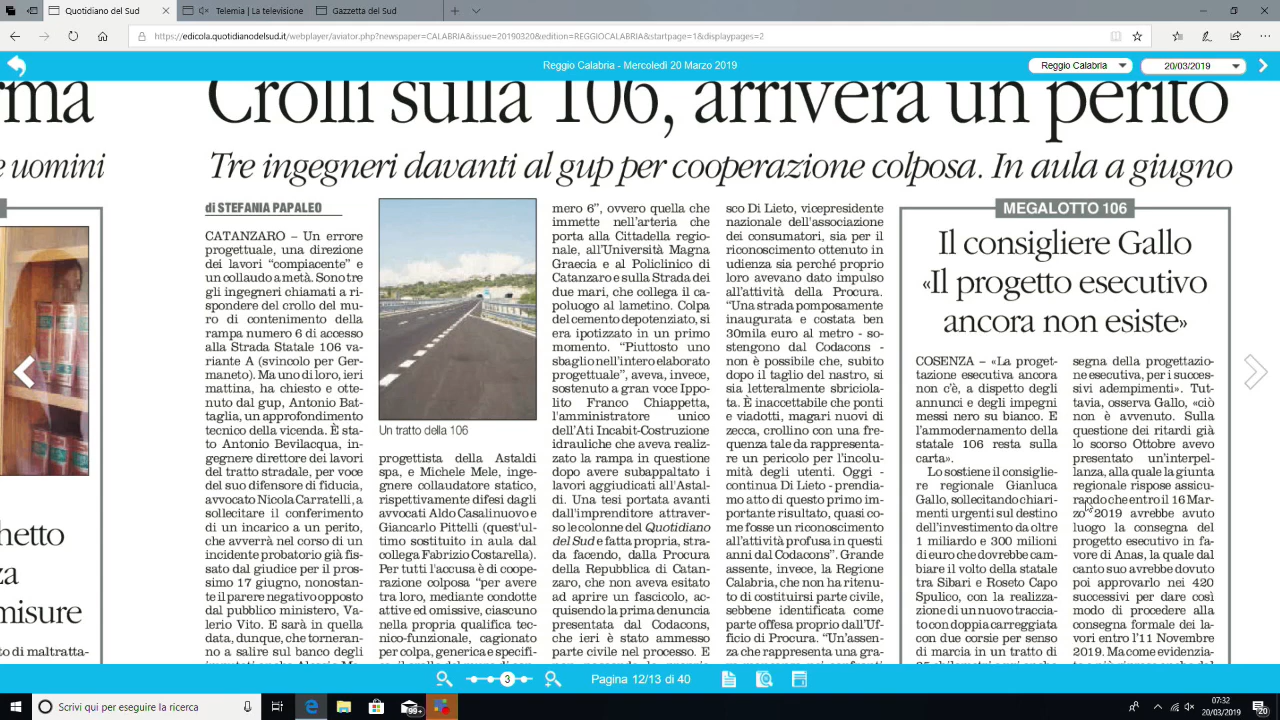 Quotidiano del Sud
Telemia | La televisione
Gazzetta del Sud
https://edicola.quotidianodelsud.it/webplayer/aviator.php?newspaper=CALABRIA&issue=20190320&edition=REGGIOCALABRIA&startpage=1&displaypages=2
Reggio Calabria - Mercoledì 20 Marzo 2019
Reggio Calabria
20/03/2019
rma
e uomini
hetto
za
misure
to di maltratta-
Crolli sulla 106, arriverà un perito
Tre ingegneri davanti al gup per cooperazione colposa. In aula a giugno
di STEFANIA PAPALEO
CATANZARO – Un errore
progettuale, una direzione
dei lavori “compiacente” e
un collaudo a metà. Sono tre
gli ingegneri chiamati a ri-
spondere del crollo del mu-
ro di contenimento della
rampa numero 6 di accesso
alla Strada Statale 106 va-
riante A (svincolo per Ger-
maneto). Ma uno di loro, ieri
mattina, ha chiesto e otte-
nuto dal gup, Antonio Bat-
taglia, un approfondimento
tecnico della vicenda. È sta-
to Antonio Bevilacqua, in-
gegnere direttore dei lavori
del tratto stradale, per voce
del suo difensore di fiducia,
avvocato Nicola Carratelli, a
sollecitare il conferimento
di un incarico a un perito,
che avverrà nel corso di un
incidente probatorio già fis-
sato dal giudice per il pros-
simo 17 giugno, nonostan-
te il parere negativo opposto
dal pubblico ministero, Va-
lerio Vito. E sarà in quella
data, dunque, che torneran-
no a salire sul banco degli
Un tratto della 106
progettista della Astaldi
spa, e Michele Mele, inge-
gnere collaudatore statico,
rispettivamente difesi dagli
avvocati Aldo Casalinuovo e
Giancarlo Pittelli (quest'ul-
timo sostituito in aula dal
collega Fabrizio Costarella).
Per tutti l'accusa è di coope-
razione colposa “per avere
tra loro, mediante condotte
attive ed omissive, ciascuno
nella propria qualifica tec-
nico-funzionale, cagionato
per colpa, generica e specifi-
mero 6”, ovvero quella che
immette nell'arteria che
porta alla Cittadella regio-
nale, all'Università Magna
Graecia e al Policlinico di
Catanzaro e sulla Strada dei
due mari, che collega il ca-
poluogo al lametino. Colpa
del cemento depotenziato, si
era ipotizzato in un primo
momento. “Piuttosto uno
sbaglio nell'intero elaborato
progettuale”, aveva, invece,
sostenuto a gran voce Ippo-
lito Franco Chiappetta,
l'amministratore unico
dell'Ati Incabit-Costruzione
idrauliche che aveva realiz-
zato la rampa in questione
dopo avere subappaltato i
lavori aggiudicati all'Astal-
di. Una tesi portata avanti
dall'imprenditore attraver-
so le colonne del Quotidiano
del Sud e fatta propria, stra-
da facendo, dalla Procura
della Repubblica di Catan-
zaro, che non aveva esitato
ad aprire un fascicolo, ac-
quisendo la prima denuncia
presentata dal Codacons,
che ieri è stato ammesso
parte civile nel processo. E
sco Di Lieto, vicepresidente
nazionale dell'associazione
dei consumatori, sia per il
riconoscimento ottenuto in
udienza sia perché proprio
loro avevano dato impulso
all'attività della Procura.
“Una strada pomposamente
inaugurata e costata ben
30mila euro al metro - so-
stengono dal Codacons -
non è possibile che, subito
dopo il taglio del nastro, si
sia letteralmente sbriciola-
ta. È inaccettabile che ponti
e viadotti, magari nuovi di
zecca, crollino con una fre-
quenza tale da rappresenta-
re un pericolo per l'incolu-
mità degli utenti. Oggi -
continua Di Lieto - prendia-
mo atto di questo primo im-
portante risultato, quasi co-
me fosse un riconoscimento
all'attività profusa in questi
anni dal Codacons”. Grande
assente, invece, la Regione
Calabria, che non ha ritenu-
to di costituirsi parte civile,
sebbene identificata come
parte offesa proprio dall'Uf-
ficio di Procura. “Un'assen-
za che rappresenta una gra-
MEGALOTTO 106
Il consigliere Gallo
«Il progetto esecutivo
ancora non esiste»
COSENZA – «La proget-
tazione esecutiva ancora
non c'è, a dispetto degli
annunci e degli impegni
messi nero su bianco. E
l'ammodernamento della
statale 106 resta sulla
carta».
Lo sostiene il consiglie-
re regionale Gianluca
Gallo, sollecitando chiari-
menti urgenti sul destino
dell'investimento da oltre
1 miliardo e 300 milioni
di euro che dovrebbe cam-
biare il volto della statale
tra Sibari e Roseto Capo
Spulico, con la realizza-
zione di un nuovo traccia-
to con doppia carreggiata
con due corsie per senso
di marcia in un tratto di
segna della progettazio-
ne esecutiva, per i succes-
sivi adempimenti». Tut-
tavia, osserva Gallo, «ciò
non è avvenuto. Sulla
questione dei ritardi già
lo scorso Ottobre avevo
presentato un'interpel-
lanza, alla quale la giunta
regionale rispose assicu-
rando che entro il 16 Mar-
zo 2019 avrebbe avuto
luogo la consegna del
progetto esecutivo in fa-
vore di Anas, la quale dal
canto suo avrebbe dovuto
poi approvarlo nei 420
successivi per dare così
modo di procedere alla
consegna formale dei la-
vori entro l'11 Novembre
2019. Ma come evidenzia-
3
Pagina 12/13 di 40
Scrivi qui per eseguire la ricerca
99+
07:32
20/03/2019
20